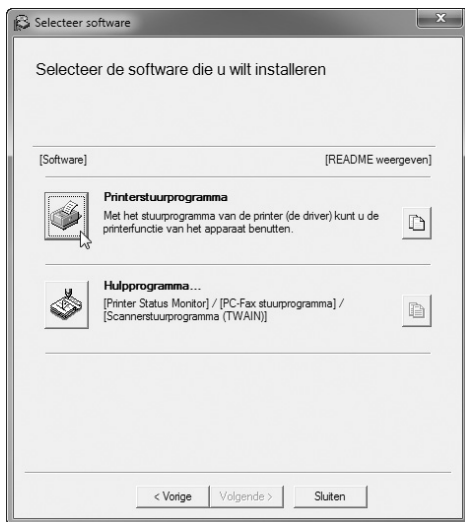 Selecteer software
Selecteer de software die u wilt installeren
[Software] [README weergeven]
Printerstuurprogramma
Met het stuurprogramma van de printer (de driver) kunt u de
printerfunctie van het apparaat benutten.
Hulpprogramma...
[Printer Status Monitor] / [PC-Fax stuurprogramma] /
[Scannerstuurprogramma (TWAIN)]
< Vorige Volgende > Sluiten